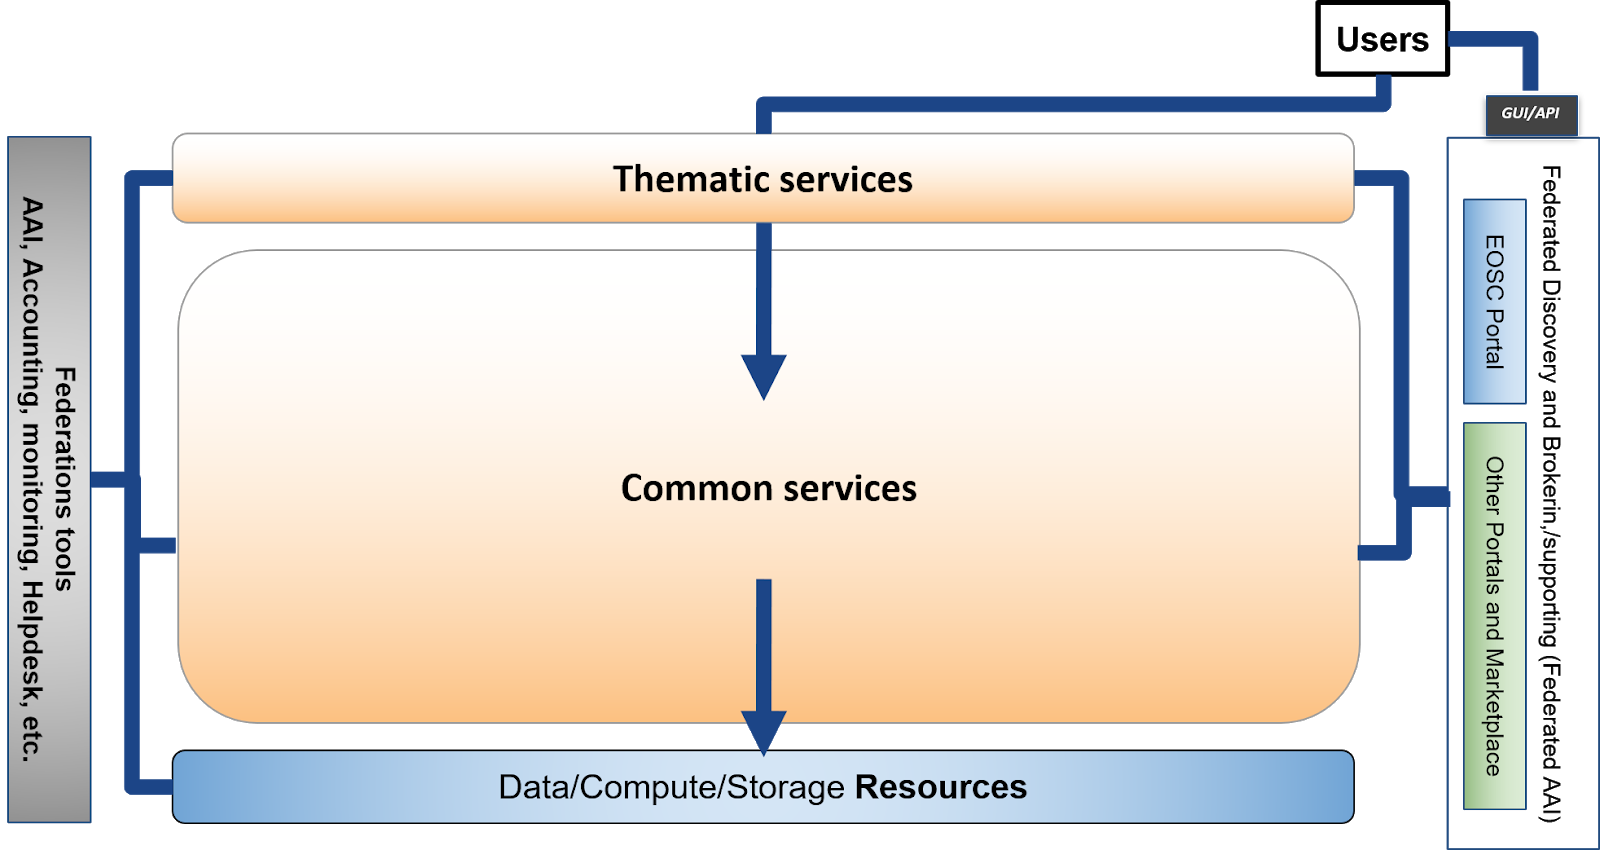 Users
GUI/API
Thematic services
Common services
Data/Compute/Storage Resources
Federations tools
AAI, Accounting, monitoring, Helpdesk, etc.
Federated Discovery and Brokerin,/supporting (Federated AAI)
EOSC Portal
Other Portals and Marketplace